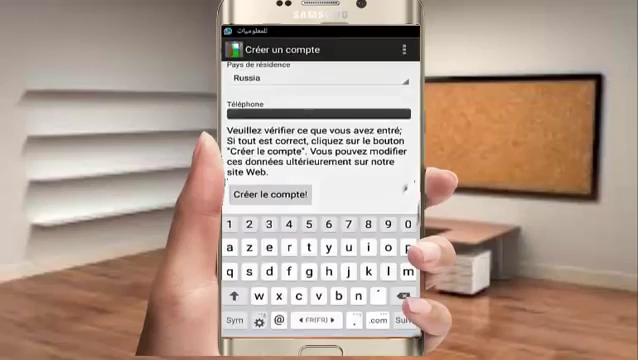 SAMSUNG
للمعلوميات
Créer un compte
Pays de résidence
Russia
Téléphone
Veuillez vérifier ce que vous avez entré;
Si tout est correct, cliquez sur le bouton
"Créer le compte". Vous pouvez modifier
ces données ultérieurement sur notre
site Web.
Créer le compte!
1 2 3 4 5 6 7 8 9 0
a z e r t y u i o p
q s d f g h j k l m
w x c v b n '
Sym @ FR(FR) . .com